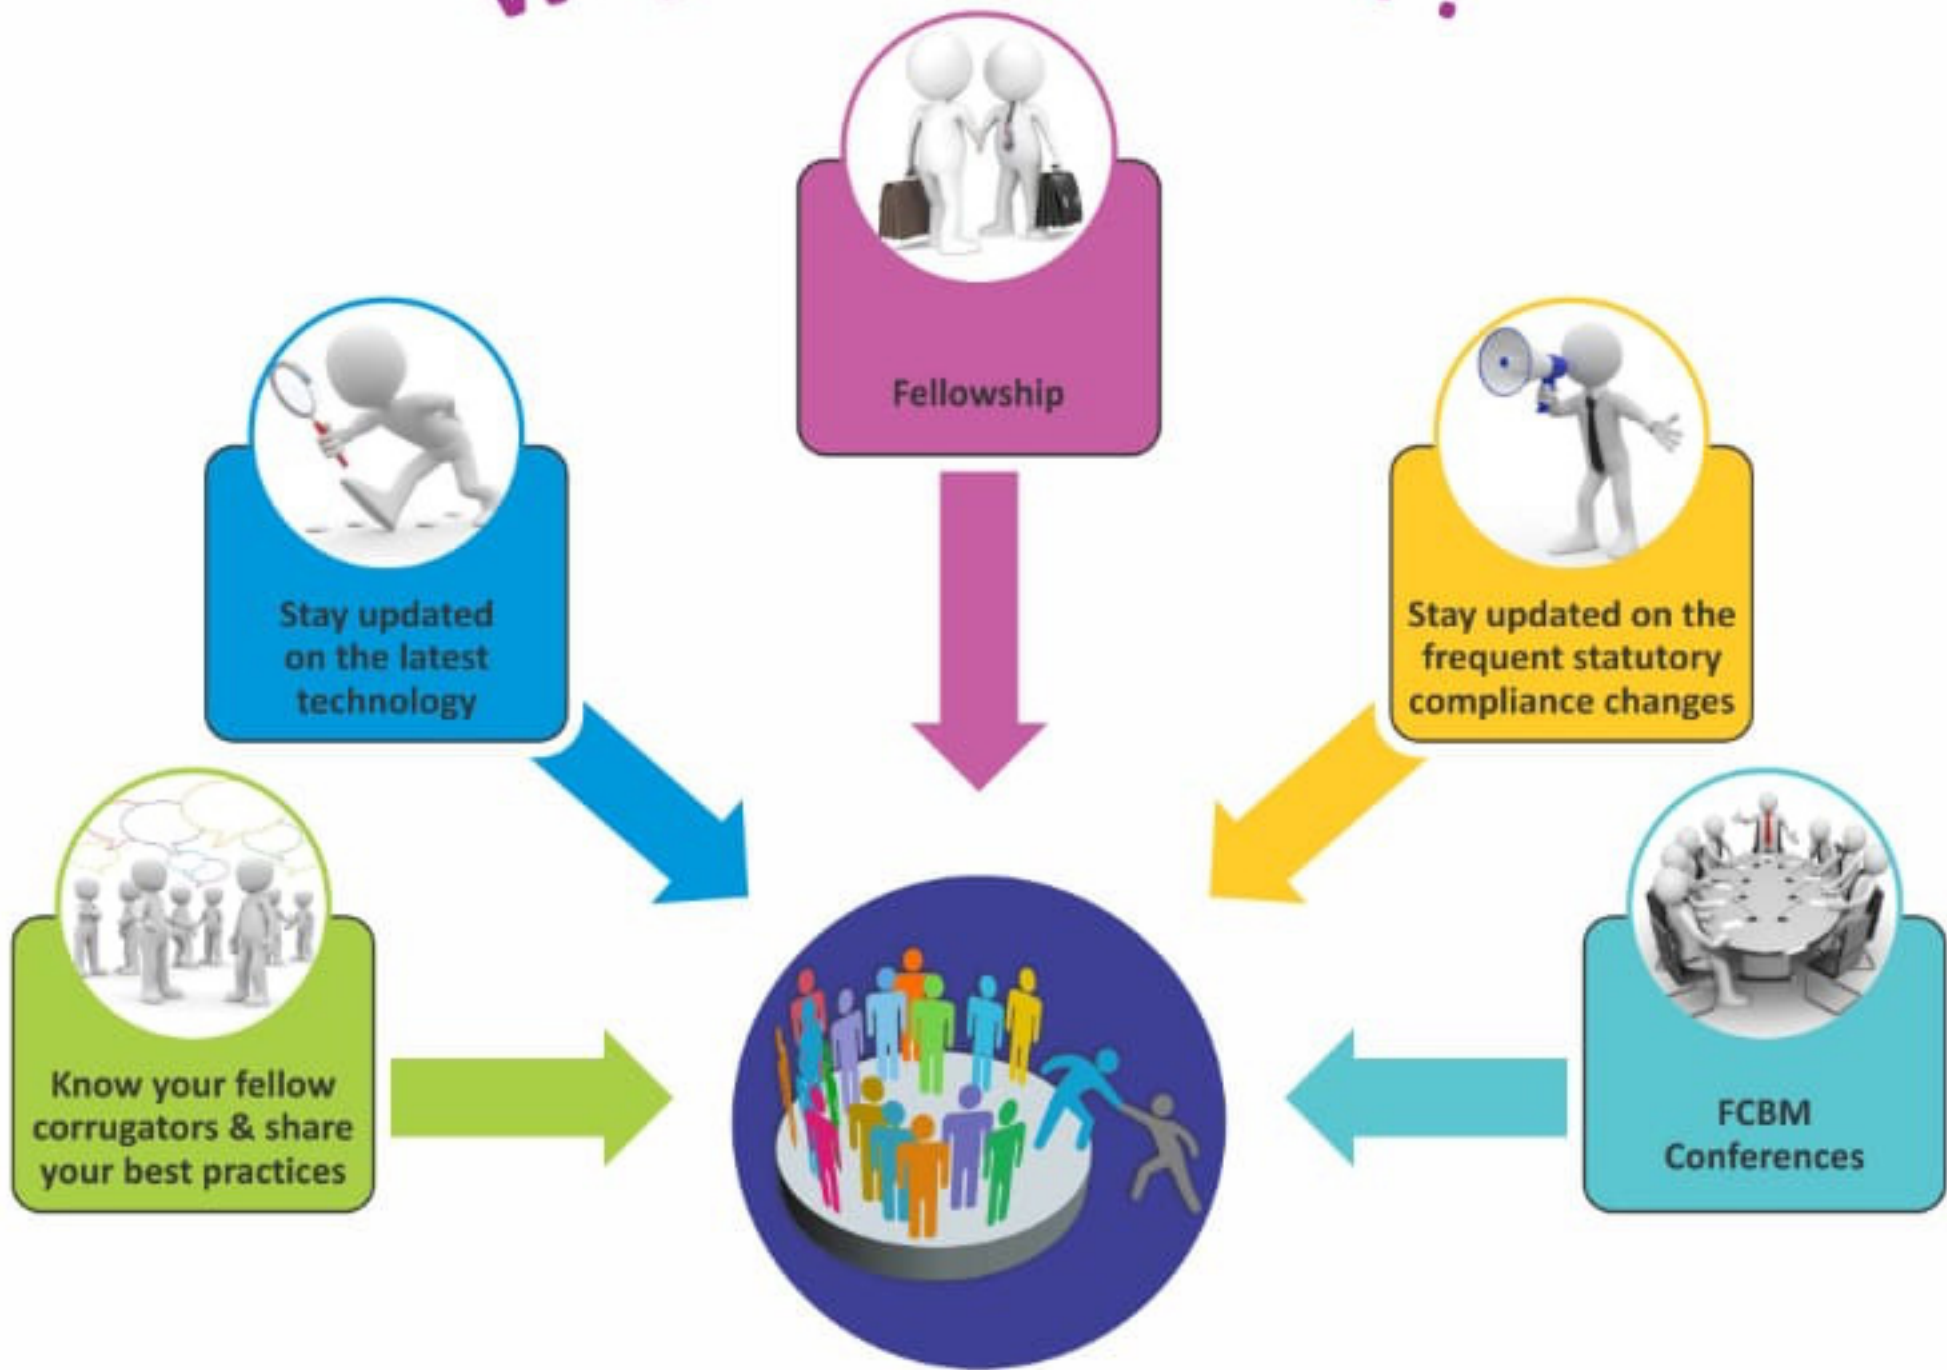 Fellowship
Stay updated
on the latest
technology
Stay updated on the
frequent statutory
compliance changes
Know your fellow
corrugators & share
your best practices
FCBM
Conferences